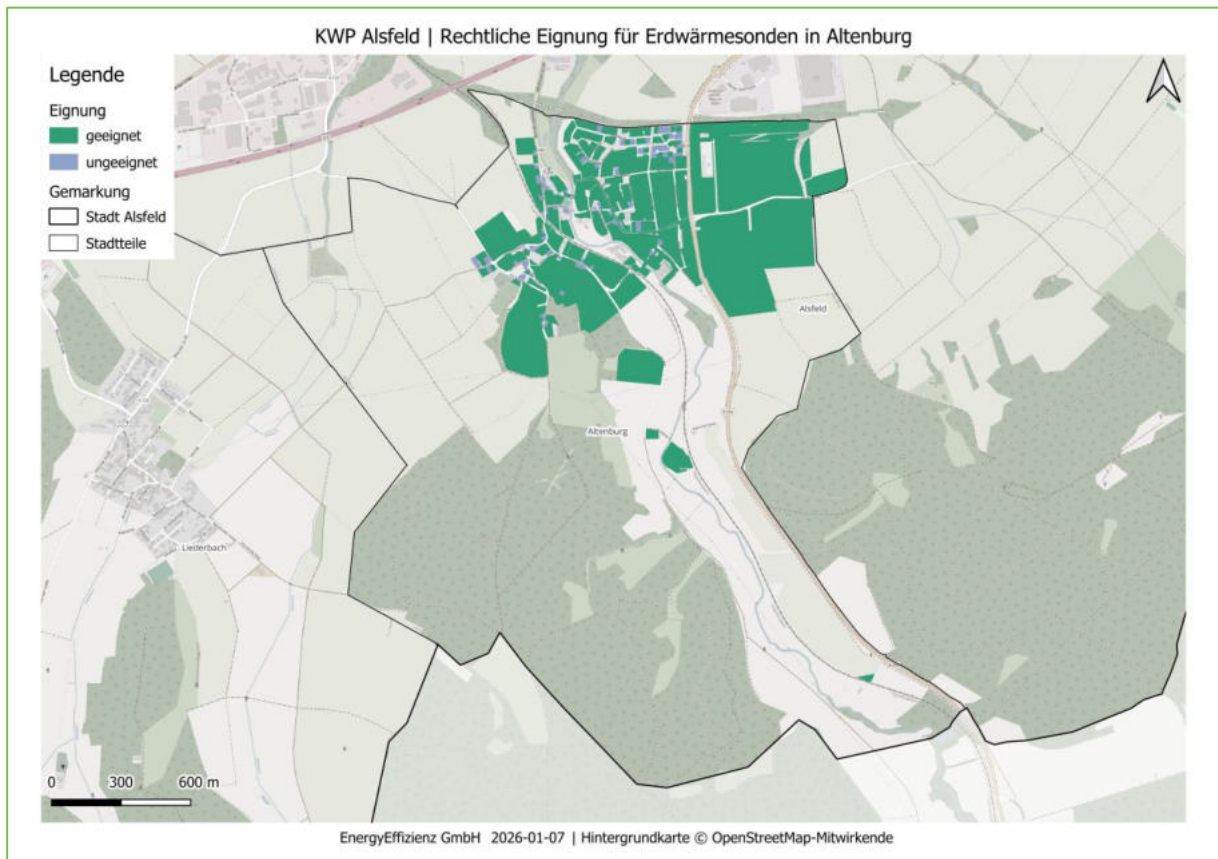 KWP Alsfeld | Rechtliche Eignung für Erdwärmesonden in Altenburg
Legende
Eignung
geeignet
ungeeignet
Gemarkung
Stadt Alsfeld
Stadtteile
Alsfeld
Altenburg
Liederbach
0 300 600 m
EnergyEffizienz GmbH 2026-01-07 | Hintergrundkarte © OpenStreetMap-Mitwirkende